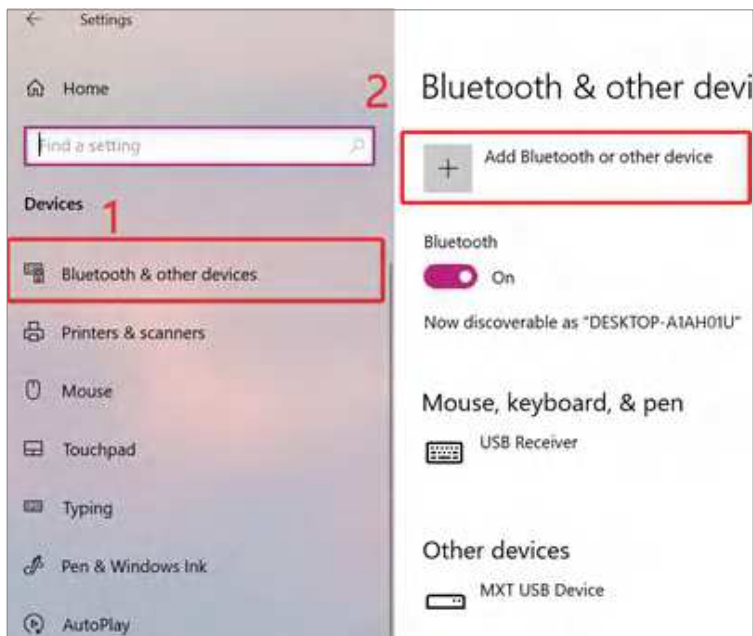 Settings
Home
Find a setting
Devices
1
Bluetooth & other devices
Printers & scanners
Mouse
Touchpad
Typing
Pen & Windows Ink
AutoPlay
2
Bluetooth & other devi
Add Bluetooth or other device
Bluetooth
On
Now discoverable as "DESKTOP-A1AH01U"
Mouse, keyboard, & pen
USB Receiver
Other devices
MXT USB Device